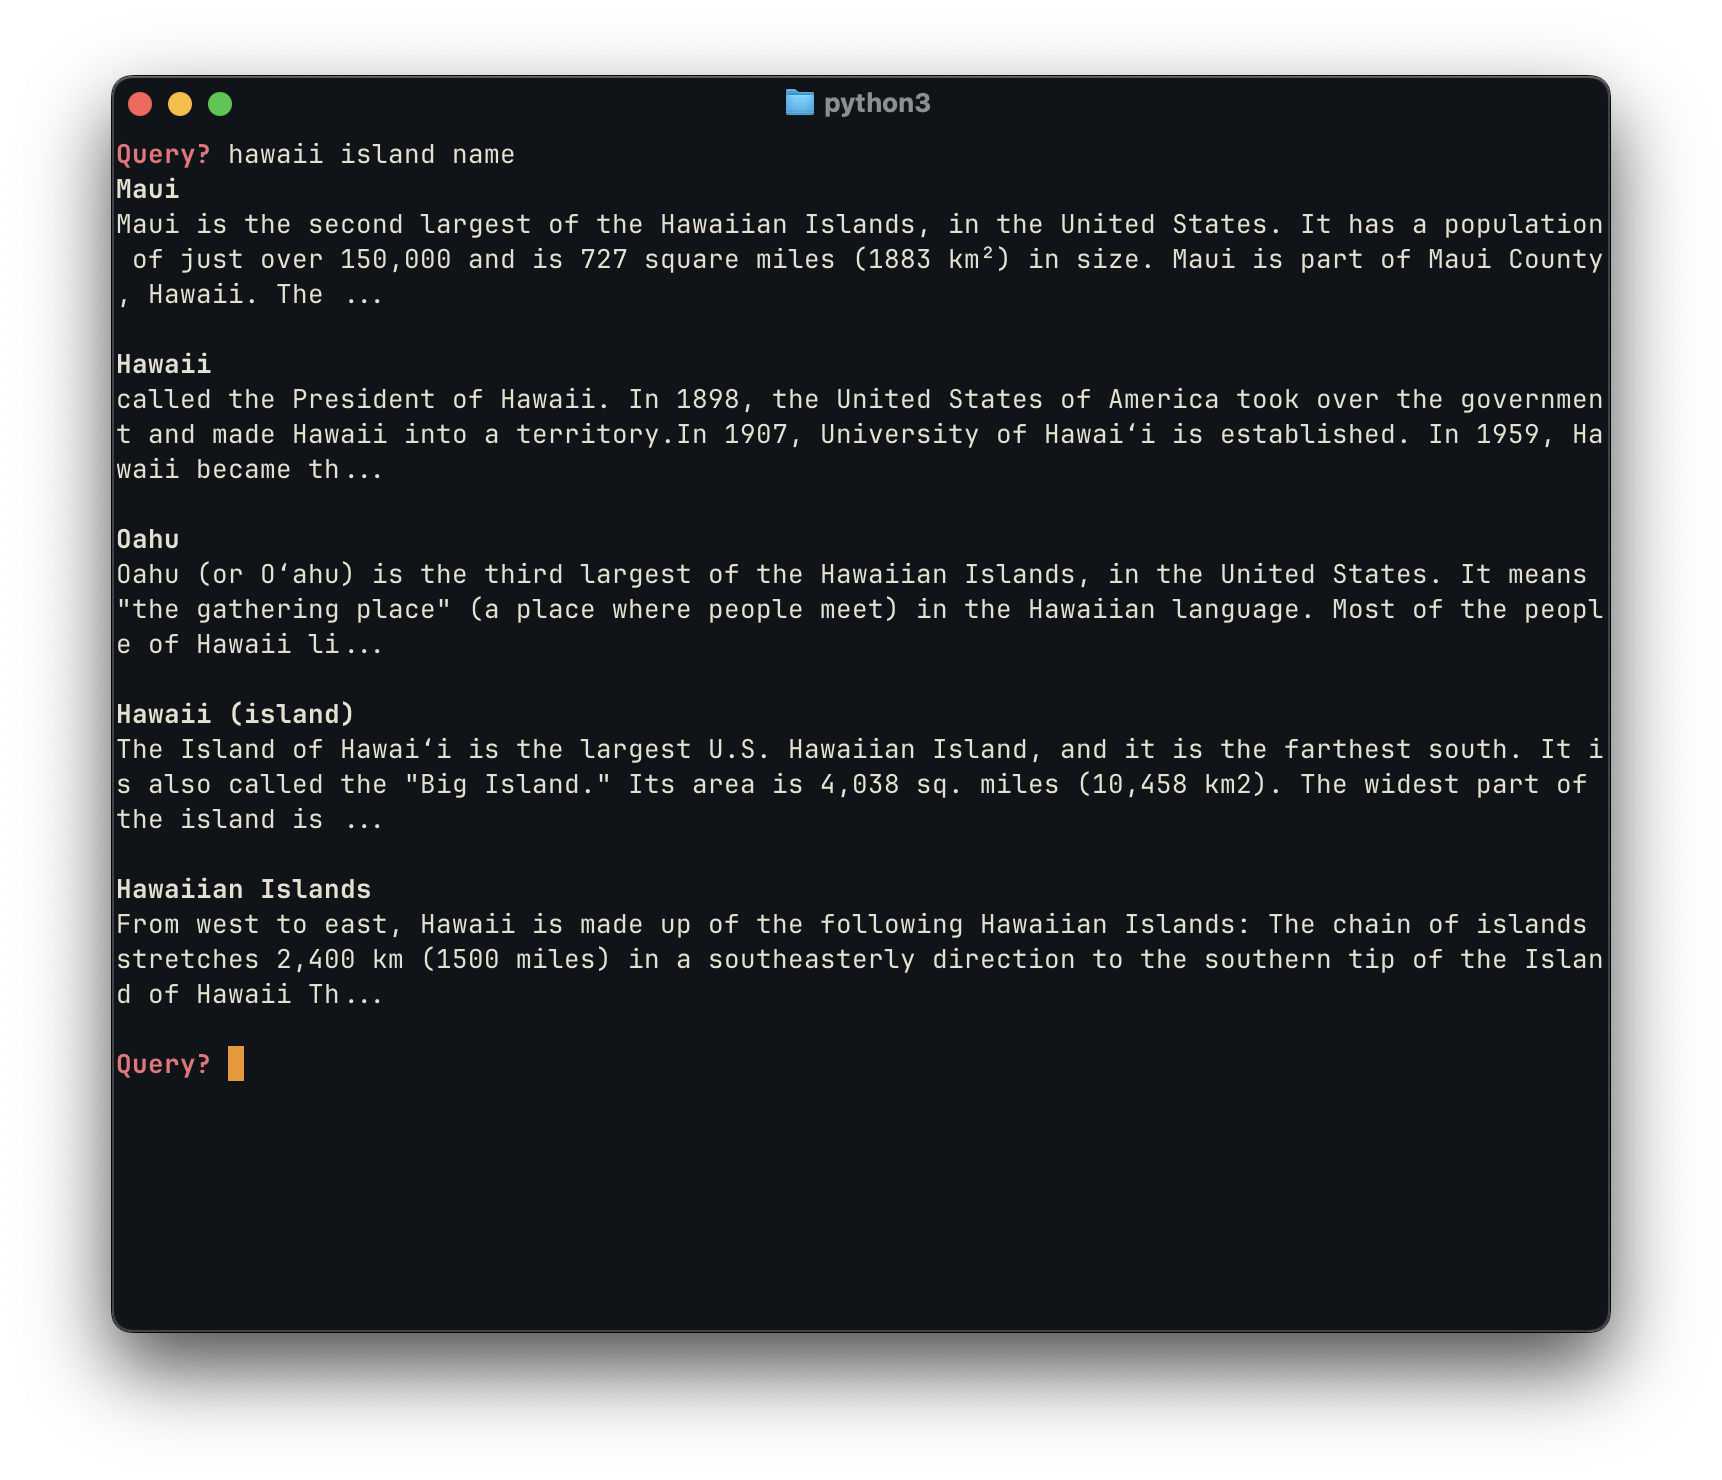 python3
Query? hawaii island name
Maui
Maui is the second largest of the Hawaiian Islands, in the United States. It has a population
 of just over 150,000 and is 727 square miles (1883 km²) in size. Maui is part of Maui County
, Hawaii. The ...
Hawaii
called the President of Hawaii. In 1898, the United States of America took over the governmen
t and made Hawaii into a territory.In 1907, University of Hawaiʻi is established. In 1959, Ha
waii became th...
Oahu
Oahu (or Oʻahu) is the third largest of the Hawaiian Islands, in the United States. It means
"the gathering place" (a place where people meet) in the Hawaiian language. Most of the peopl
e of Hawaii li...
Hawaii (island)
The Island of Hawaiʻi is the largest U.S. Hawaiian Island, and it is the farthest south. It i
s also called the "Big Island." Its area is 4,038 sq. miles (10,458 km2). The widest part of
the island is ...
Hawaiian Islands
From west to east, Hawaii is made up of the following Hawaiian Islands: The chain of islands
stretches 2,400 km (1500 miles) in a southeasterly direction to the southern tip of the Islan
d of Hawaii Th...
Query?